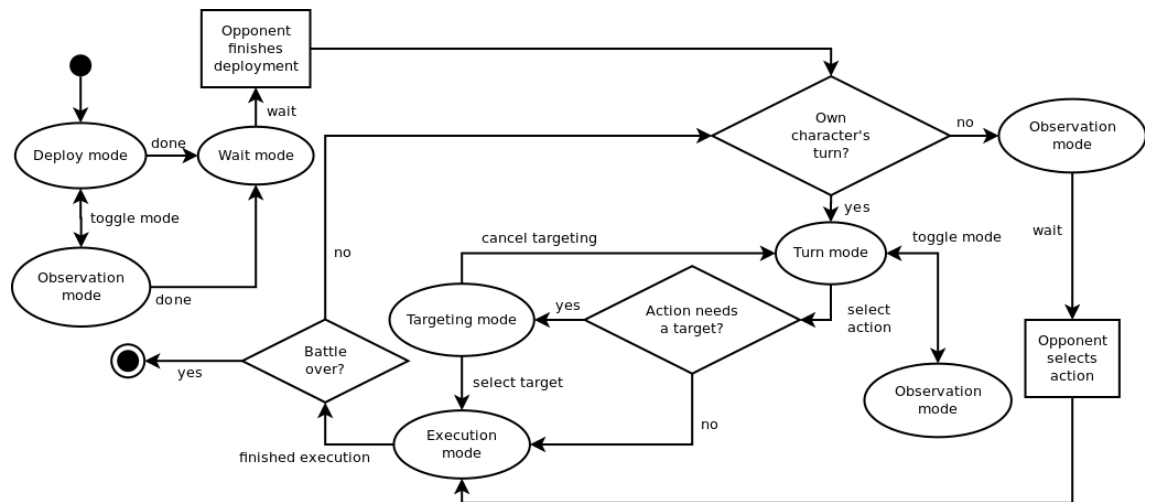 Opponent
finishes
deployment
wait
Deploy mode
done
Wait mode
toggle mode
Observation
mode
done
Own
character's
turn?
no
Observation
mode
yes
wait
cancel targeting
Turn mode
toggle mode
no
Targeting mode
yes
Action needs
a target?
select
action
Opponent
selects
action
Battle
over?
yes
select target
Observation
mode
no
Execution
mode
finished execution